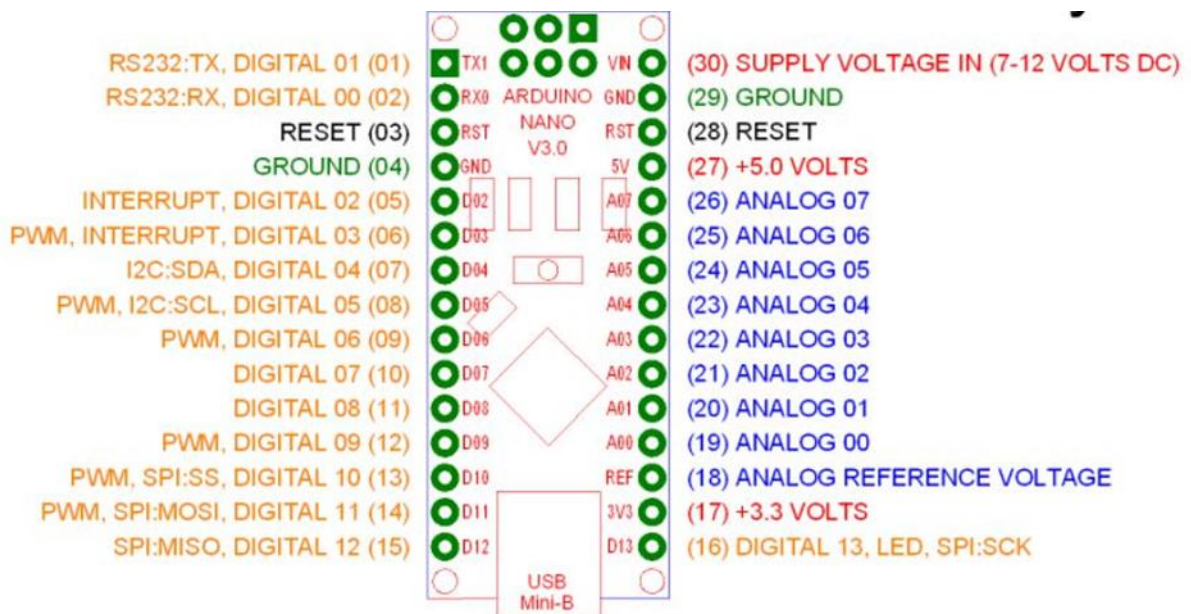 RS232:TX, DIGITAL 01 (01) TX1 VIN (30) SUPPLY VOLTAGE IN (7-12 VOLTS DC)
RS232:RX, DIGITAL 00 (02) RX0 ARDUINO GND (29) GROUND
NANO
RESET (03) RST RST (28) RESET
V3.0
GROUND (04) GND 5V (27) +5.0 VOLTS
INTERRUPT, DIGITAL 02 (05) D02 A07 (26) ANALOG 07
PWM, INTERRUPT, DIGITAL 03 (06) D03 A06 (25) ANALOG 06
I2C:SDA, DIGITAL 04 (07) D04 A05 (24) ANALOG 05
PWM, I2C:SCL, DIGITAL 05 (08) D05 A04 (23) ANALOG 04
PWM, DIGITAL 06 (09) D06 A03 (22) ANALOG 03
DIGITAL 07 (10) D07 A02 (21) ANALOG 02
DIGITAL 08 (11) D08 A01 (20) ANALOG 01
PWM, DIGITAL 09 (12) D09 A00 (19) ANALOG 00
PWM, SPI:SS, DIGITAL 10 (13) D10 REF (18) ANALOG REFERENCE VOLTAGE
PWM, SPI:MOSI, DIGITAL 11 (14) D11 3V3 (17) +3.3 VOLTS
SPI:MISO, DIGITAL 12 (15) D12 D13 (16) DIGITAL 13, LED, SPI:SCK
USB
Mini-B